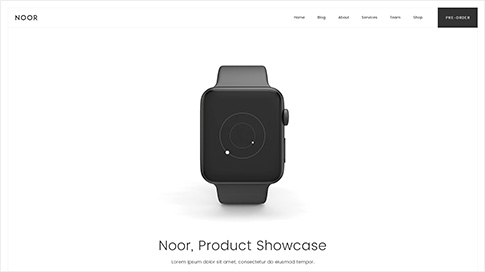 NOOR
Home Blog About Services Team Shop
PRE-ORDER
Noor, Product Showcase
Lorem ipsum dolor sit amet, consectetur do eiusmod tempor.